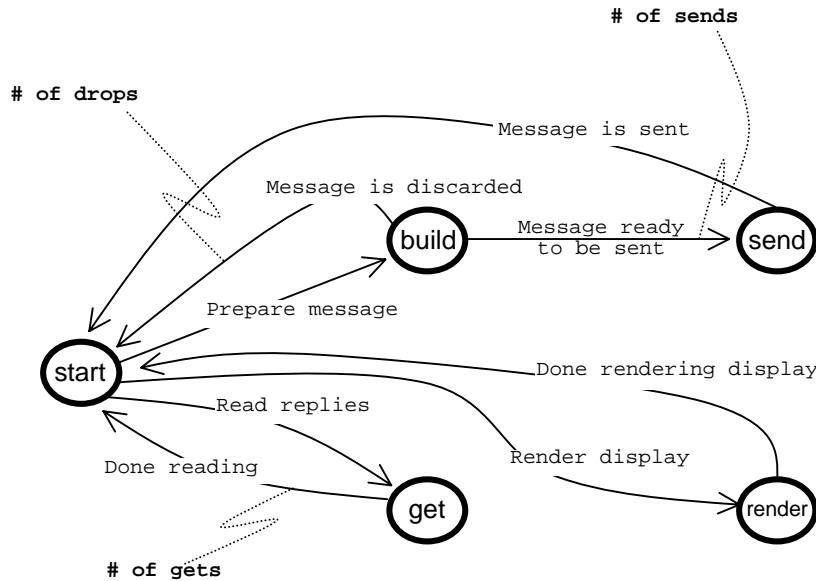 # of sends
# of drops
Message is sent
Message is discarded
build
Message ready
to be sent
send
Prepare message
start
Done rendering display
Read replies
Done reading
Render display
get
render
# of gets